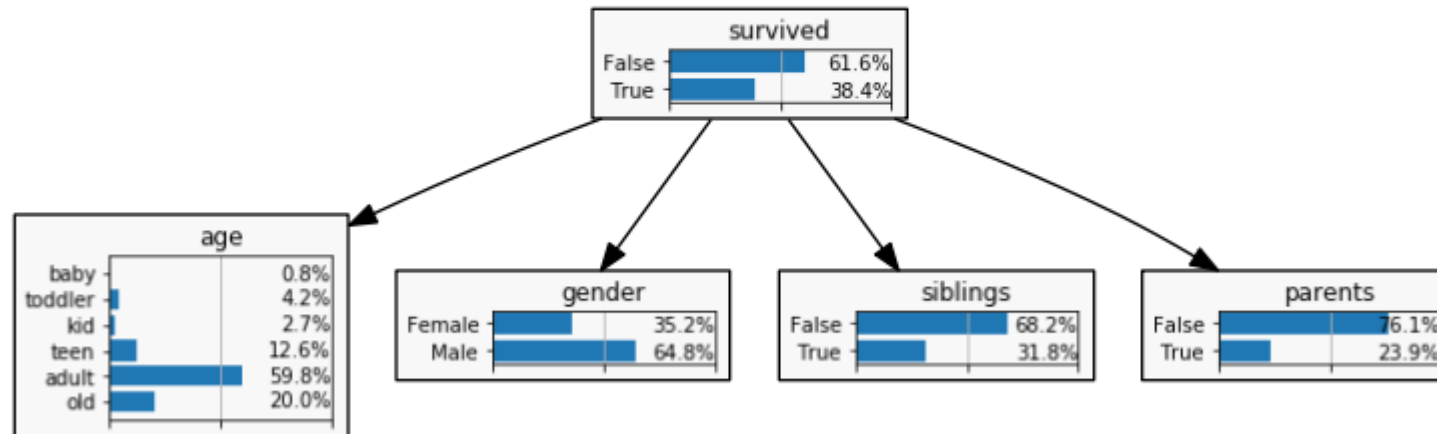 survived
False 61.6%
True 38.4%
age
baby 0.8%
toddler 4.2%
kid 2.7%
teen 12.6%
adult 59.8%
old 20.0%
gender
Female 35.2%
Male 64.8%
siblings
False 68.2%
True 31.8%
parents
False 76.1%
True 23.9%